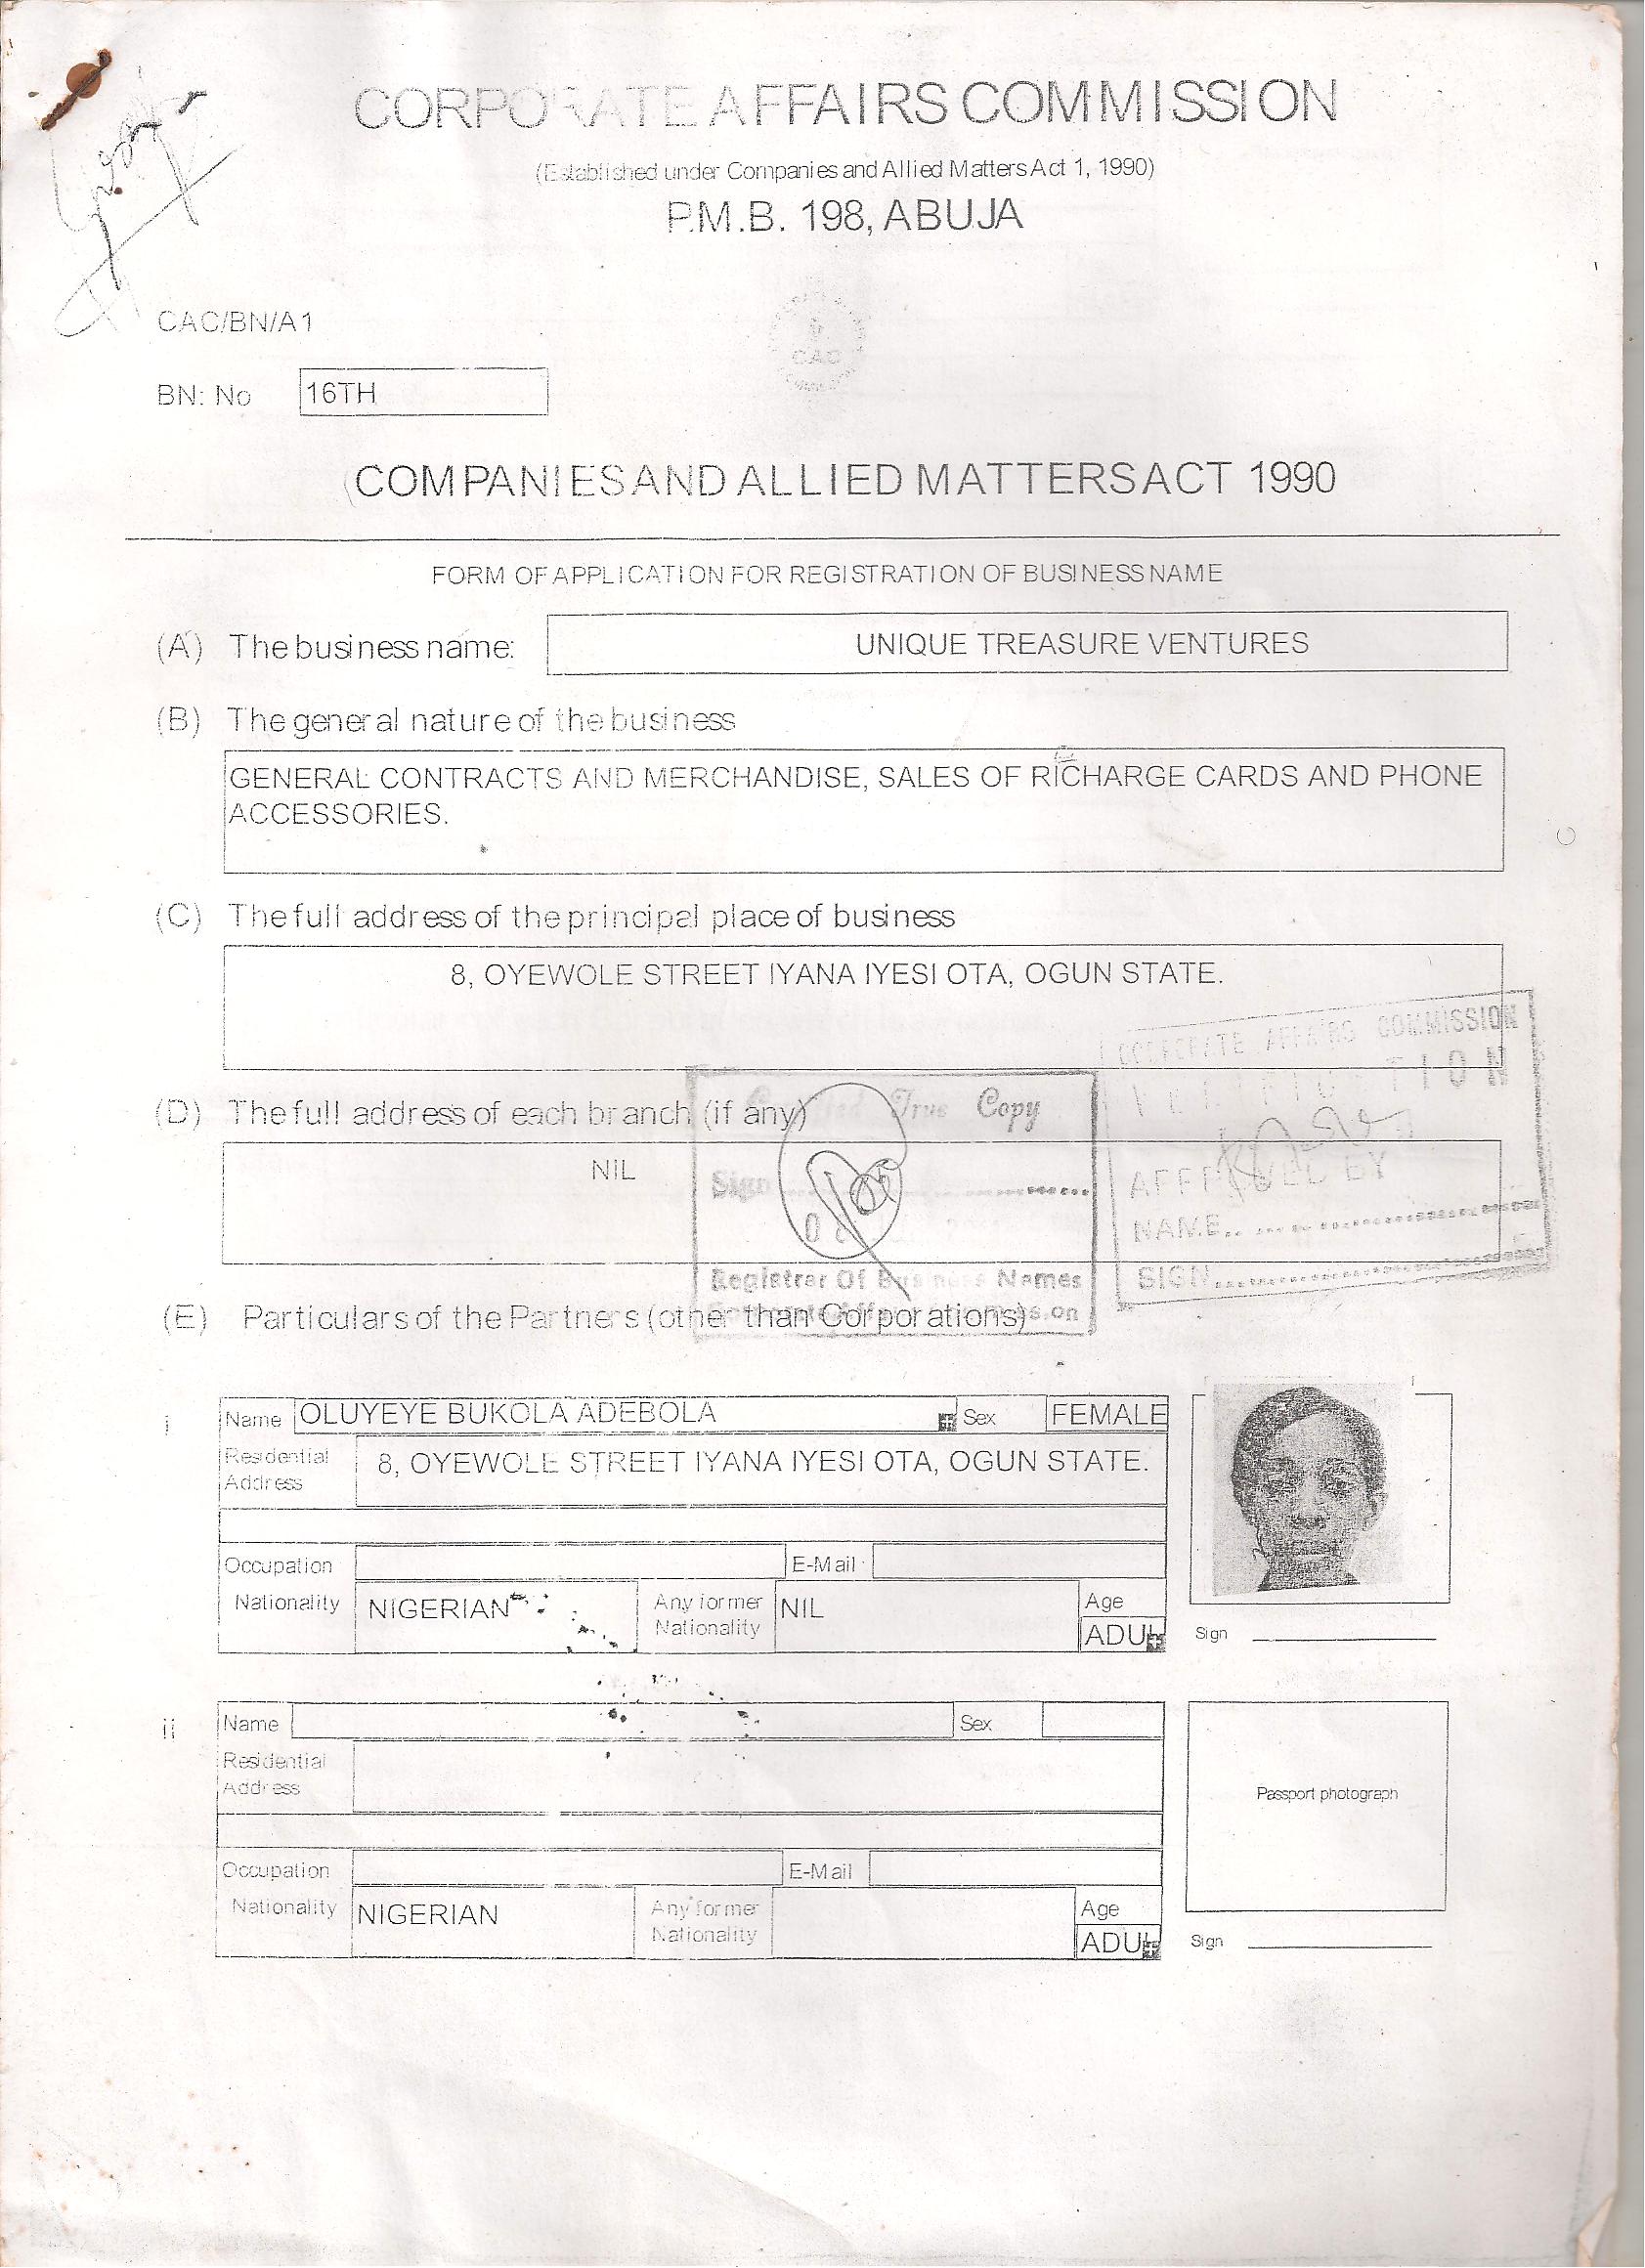 CORPORATE AFFAIRS COMMISSION
(Established under Companies and Allied Matters Act 1, 1990)
P.M.B. 198, ABUJA
CAC/BN/A1
CAC
BN: No 16TH
COMPANIES AND ALLIED MATTERS ACT 1990
FORM OF APPLICATION FOR REGISTRATION OF BUSINESS NAME
(A) The business name: UNIQUE TREASURE VENTURES
(B) The general nature of the business
GENERAL CONTRACTS AND MERCHANDISE, SALES OF RICHARGE CARDS AND PHONE
ACCESSORIES.
(C) The full address of the principal place of business
8, OYEWOLE STREET IYANA IYESI OTA, OGUN STATE.
CORPORATE AFFAIRS COMMISSION
(D) The full address of each branch (if any)
Certified True Copy
NIL
Sign
APPROVED BY
NAME
Registrar Of Business Names
SIGN
(E) Particulars of the Partners (other than Corporations)
i Name OLUYEYE BUKOLA ADEBOLA Sex FEMALE
Residential Address 8, OYEWOLE STREET IYANA IYESI OTA, OGUN STATE.
Occupation E-Mail
Nationality NIGERIAN Any former Nationality NIL Age ADUL
Sign
ii Name Sex
Residential Address
Passport photograph
Occupation E-Mail
Nationality NIGERIAN Any former Nationality Age ADUL
Sign